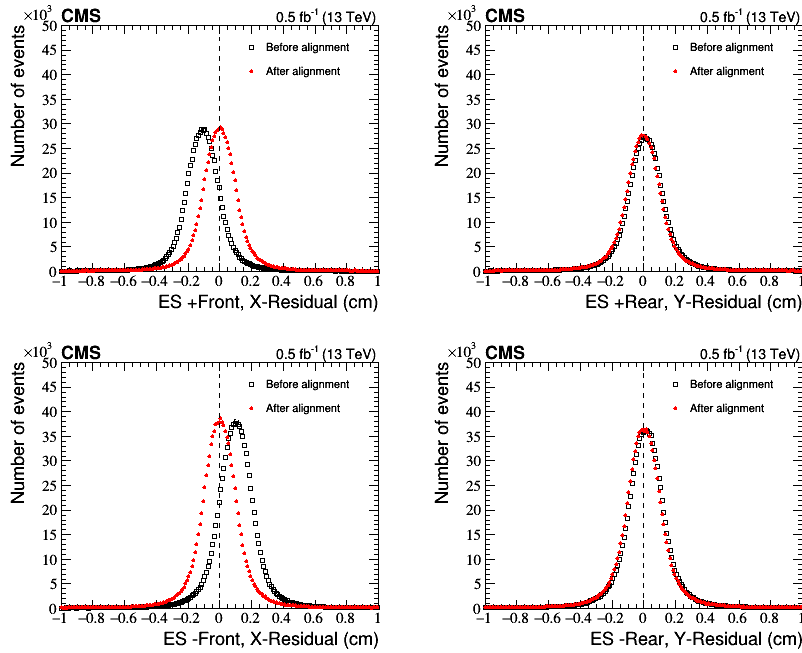 ×10³ CMS 0.5 fb⁻¹ (13 TeV)
Number of events
50
45
40
35
30
25
20
15
10
5
0
Before alignment
After alignment
−1 −0.8 −0.6 −0.4 −0.2 0 0.2 0.4 0.6 0.8 1
ES +Front, X-Residual (cm)
×10³ CMS 0.5 fb⁻¹ (13 TeV)
Number of events
50
45
40
35
30
25
20
15
10
5
0
Before alignment
After alignment
−1 −0.8 −0.6 −0.4 −0.2 0 0.2 0.4 0.6 0.8 1
ES +Rear, Y-Residual (cm)
×10³ CMS 0.5 fb⁻¹ (13 TeV)
Number of events
50
45
40
35
30
25
20
15
10
5
0
Before alignment
After alignment
−1 −0.8 −0.6 −0.4 −0.2 0 0.2 0.4 0.6 0.8 1
ES -Front, X-Residual (cm)
×10³ CMS 0.5 fb⁻¹ (13 TeV)
Number of events
50
45
40
35
30
25
20
15
10
5
0
Before alignment
After alignment
−1 −0.8 −0.6 −0.4 −0.2 0 0.2 0.4 0.6 0.8 1
ES -Rear, Y-Residual (cm)